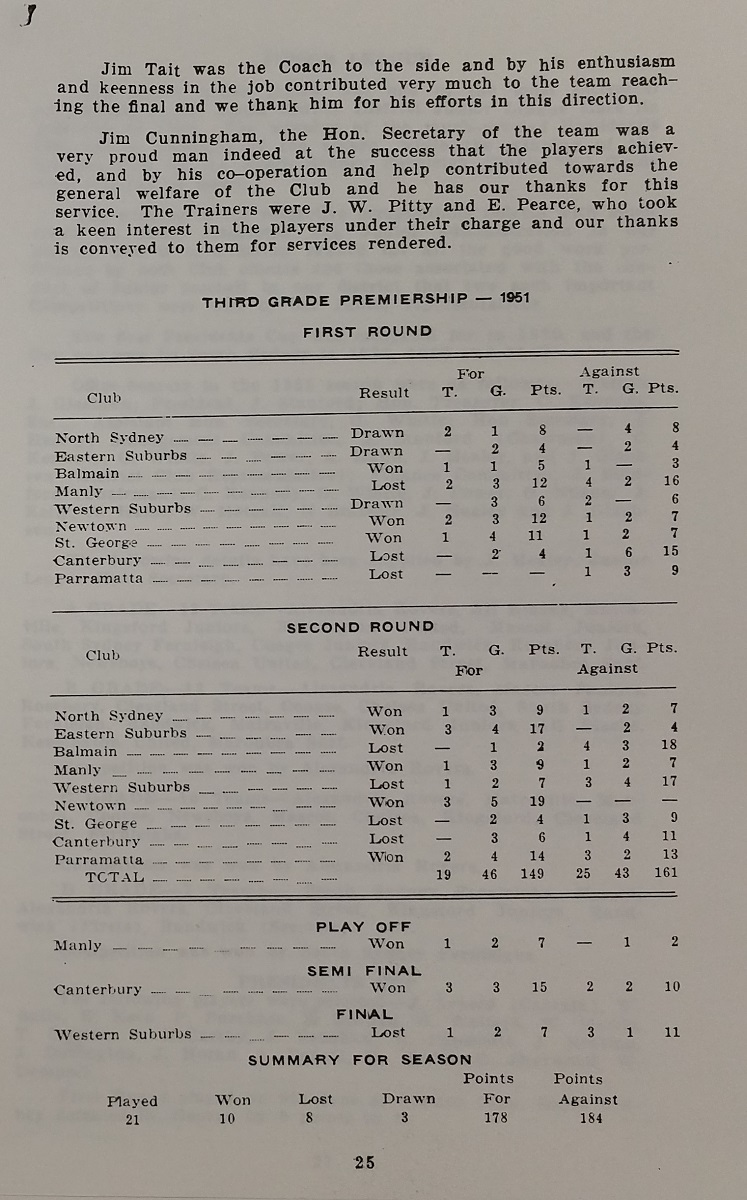 J
Jim Tait was the Coach to the side and by his enthusiasm
and keenness in the job contributed very much to the team reach-
ing the final and we thank him for his efforts in this direction.
Jim Cunningham, the Hon. Secretary of the team was a
very proud man indeed at the success that the players achiev-
ed, and by his co-operation and help contributed towards the
general welfare of the Club and he has our thanks for this
service. The Trainers were J. W. Pitty and E. Pearce, who took
a keen interest in the players under their charge and our thanks
is conveyed to them for services rendered.
THIRD GRADE PREMIERSHIP — 1951
FIRST ROUND
For Against
Club Result T. G. Pts. T. G. Pts.
North Sydney Drawn 2 1 8 — 4 8
Eastern Suburbs Drawn — 2 4 — 2 4
Balmain Won 1 1 5 1 — 3
Manly Lost 2 3 12 4 2 16
Western Suburbs Drawn — 3 6 2 — 6
Newtown Won 2 3 12 1 2 7
St. George Won 1 4 11 1 2 7
Canterbury Lost — 2 4 1 6 15
Parramatta Lost — — — 1 3 9
SECOND ROUND
Club Result T. G. Pts. T. G. Pts.
For Against
North Sydney Won 1 3 9 1 2 7
Eastern Suburbs Won 3 4 17 — 2 4
Balmain Lost — 1 2 4 3 18
Manly Won 1 3 9 1 2 7
Western Suburbs Lost 1 2 7 3 4 17
Newtown Won 3 5 19 — — —
St. George Lost — 2 4 1 3 9
Canterbury Lost — 3 6 1 4 11
Parramatta Won 2 4 14 3 2 13
TOTAL 19 46 149 25 43 161
PLAY OFF
Manly Won 1 2 7 — 1 2
SEMI FINAL
Canterbury Won 3 3 15 2 2 10
FINAL
Western Suburbs Lost 1 2 7 3 1 11
SUMMARY FOR SEASON
Points Points
Played Won Lost Drawn For Against
21 10 8 3 178 184
25